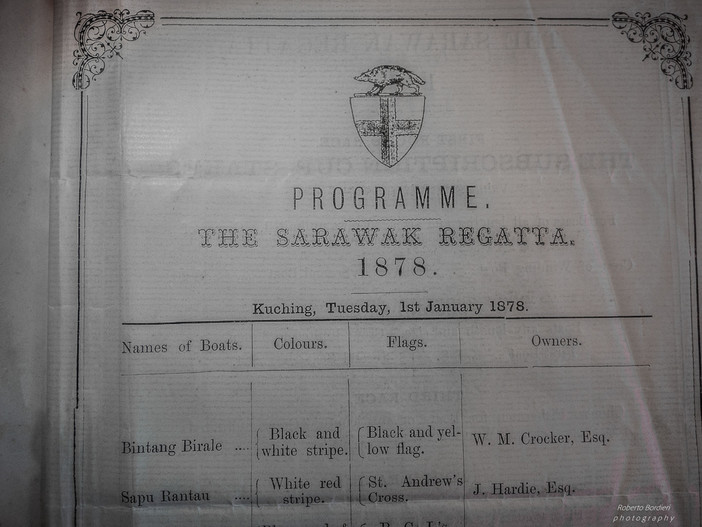 PROGRAMME.
THE SARAWAK REGATTA.
1878.
Kuching, Tuesday, 1st January 1878.
Names of Boats. Colours. Flags. Owners.
Bintang Birale .... Black and white stripe. Black and yel-low flag. W. M. Crocker, Esq.
Sapu Rantau .... White red stripe. St. Andrew's Cross. J. Hardie, Esq.
Roberto Bordieri
photography